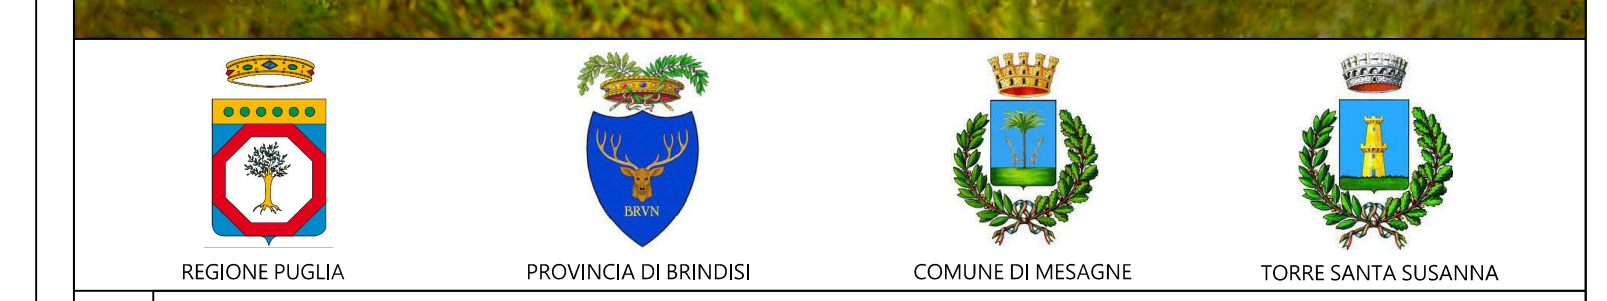 BRVN
REGIONE PUGLIA
PROVINCIA DI BRINDISI
COMUNE DI MESAGNE
TORRE SANTA SUSANNA